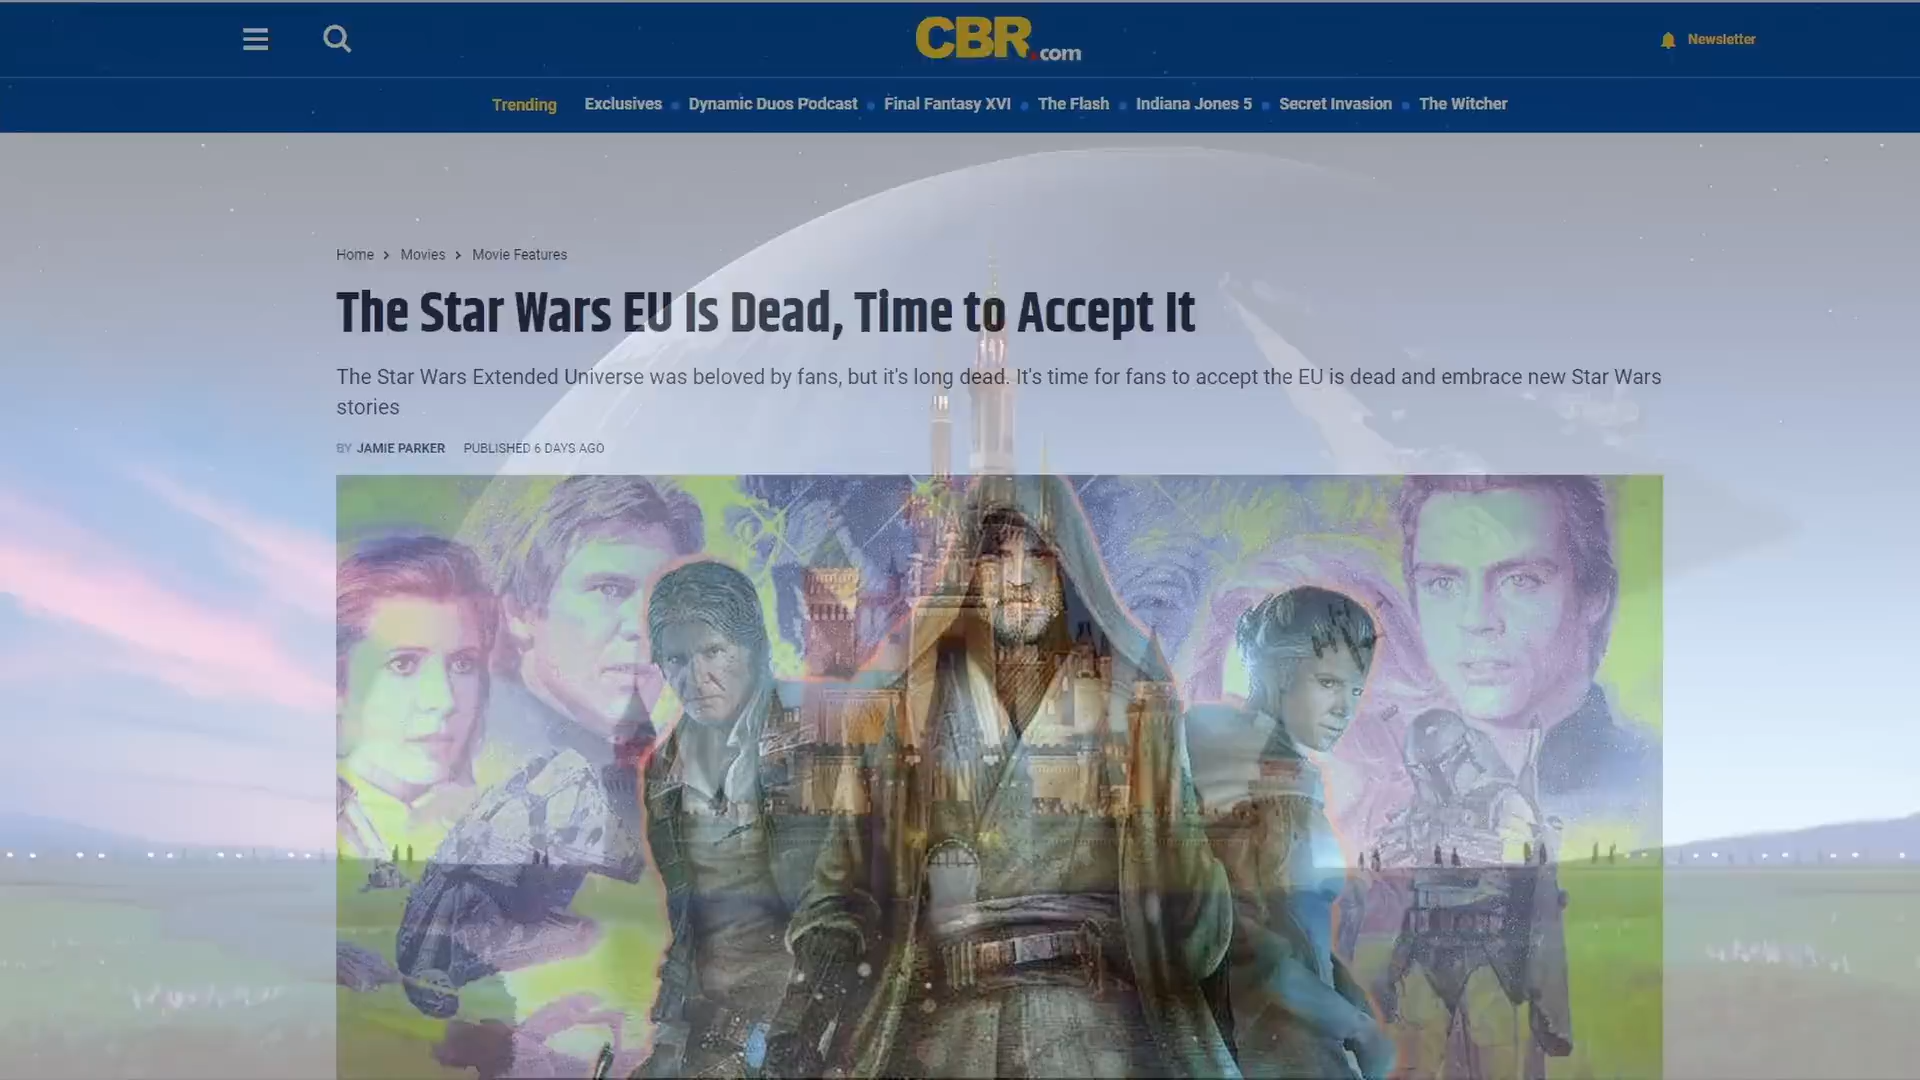 CBR.com
Newsletter
Trending Exclusives Dynamic Duos Podcast Final Fantasy XVI The Flash Indiana Jones 5 Secret Invasion The Witcher
Home > Movies > Movie Features
The Star Wars EU Is Dead, Time to Accept It
The Star Wars Extended Universe was beloved by fans, but it's long dead. It's time for fans to accept the EU is dead and embrace new Star Wars
stories
BY JAMIE PARKER PUBLISHED 6 DAYS AGO